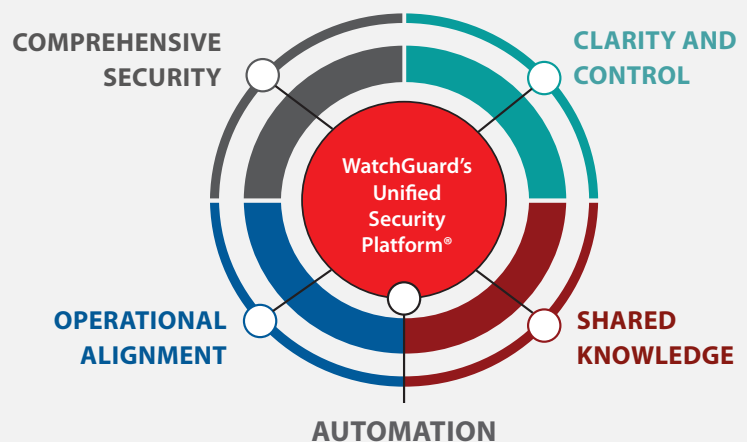 COMPREHENSIVE
SECURITY
CLARITY AND
CONTROL
WatchGuard's
Unified
Security
Platform®
OPERATIONAL
ALIGNMENT
SHARED
KNOWLEDGE
AUTOMATION